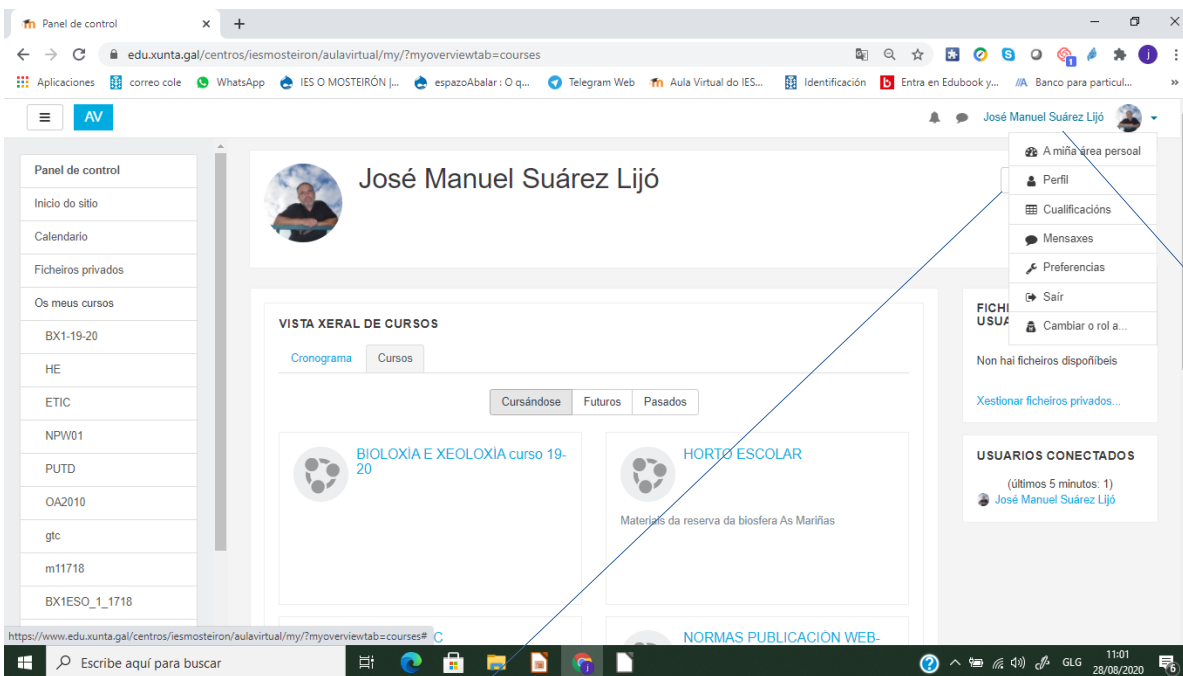 Panel de control
edu.xunta.gal/centros/iesmosteiron/aulavirtual/my/?myoverviewtab=courses
Aplicaciones correo cole WhatsApp IES O MOSTEIRÓN |... espazoAbalar : O q... Telegram Web Aula Virtual do IES... Identificación Entra en Edubook y... Banco para particul... »
AV José Manuel Suárez Lijó
A miña área persoal
Perfil
Cualificacións
Mensaxes
Preferencias
Saír
Cambiar o rol a...
Panel de control
Inicio do sitio
Calendario
Ficheiros privados
Os meus cursos
BX1-19-20
HE
ETIC
NPW01
PUTD
OA2010
gtc
m11718
BX1ESO_1_1718
José Manuel Suárez Lijó
VISTA XERAL DE CURSOS
Cronograma Cursos
Cursándose Futuros Pasados
BIOLOXÍA E XEOLOXÍA curso 19-
20
HORTO ESCOLAR
Materiais da reserva da biosfera As Mariñas
C
NORMAS PUBLICACIÓN WEB-
FICHE
USUA
Non hai ficheiros dispoñíbeis
Xestionar ficheiros privados...
USUARIOS CONECTADOS
(últimos 5 minutos: 1)
José Manuel Suárez Lijó
https://www.edu.xunta.gal/centros/iesmosteiron/aulavirtual/my/?myoverviewtab=courses#
Escribe aquí para buscar
GLG
11:01
28/08/2020
6